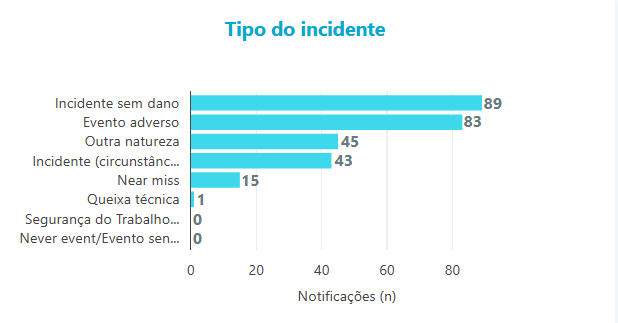 Tipo do incidente
Incidente sem dano 89
Evento adverso 83
Outra natureza 45
Incidente (circunstânc... 43
Near miss 15
Queixa técnica 1
Segurança do Trabalho... 0
Never event/Evento sen... 0
0 20 40 60 80
Notificações (n)